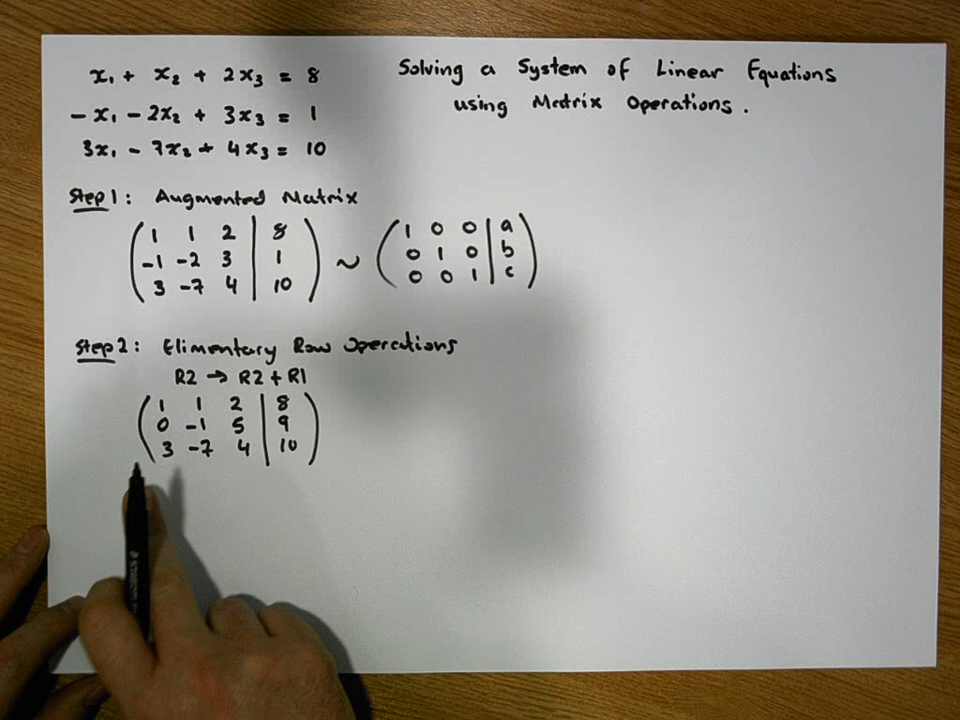 x₁ + x₂ + 2x₃ = 8
-x₁ - 2x₂ + 3x₃ = 1
3x₁ - 7x₂ + 4x₃ = 10
Solving a System of Linear Equations
using Matrix Operations.
Step 1: Augmented Matrix
1 1 2 | 8 1 0 0 | a
-1 -2 3 | 1 ~ 0 1 0 | b
3 -7 4 | 10 0 0 1 | c
Step 2: Elimentary Row Operations
R2 → R2 + R1
1 1 2 | 8
0 -1 5 | 9
3 -7 4 | 10